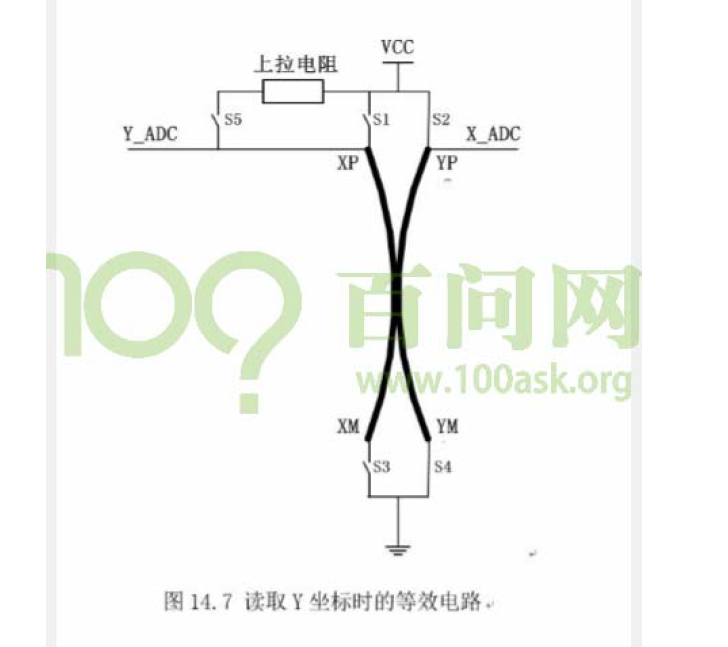 VCC
上拉电阻
S5
S1
S2
Y_ADC
X_ADC
XP
YP
100?
百问网
www.100ask.org
XM
YM
S3
S4
图 14.7 读取 Y 坐标时的等效电路